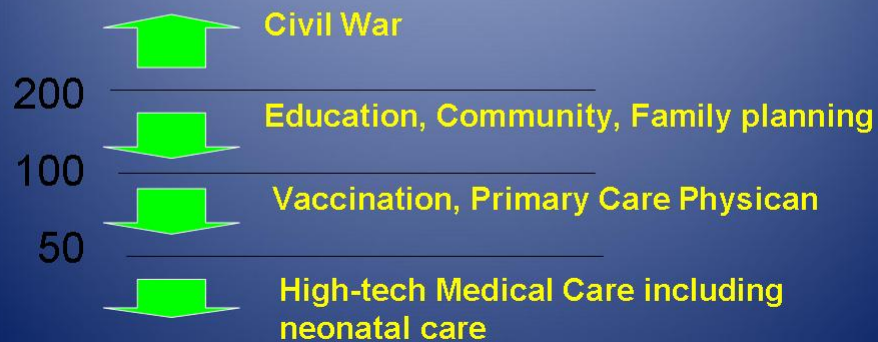 Civil War
200
Education, Community, Family planning
100
Vaccination, Primary Care Physican
50
High-tech Medical Care including
neonatal care